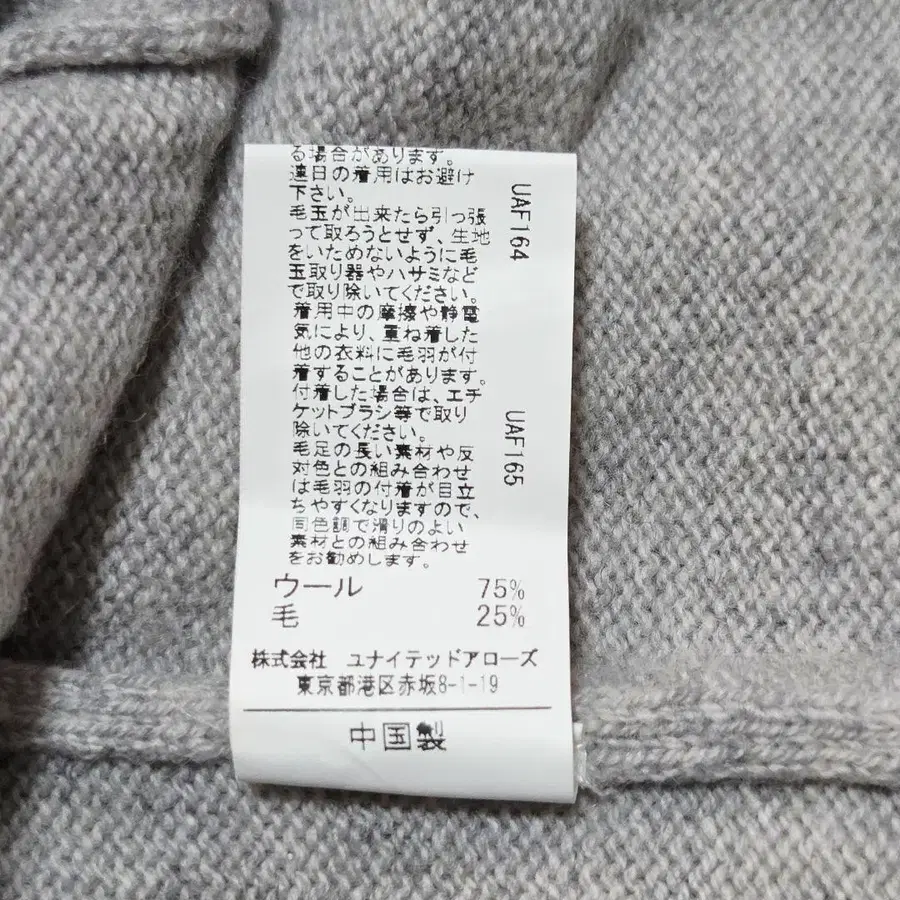 る場合があります。
連日の着用はお避け
下さい。
毛玉が出来たら引っ張
って取ろうとせず、生地
をいためないように毛
玉取り器やハサミなど
で取り除いてください。
着用中の摩擦や静電
気により、重ね着した
他の衣料に毛羽が付
着することがあります。
付着した場合は、エチ
ケットブラシ等で取り
除いてください。
毛足の長い素材や反
対色との組み合わせ
は毛羽の付着が目立
ちやすくなりますので、
同色調で滑りのよい
素材との組み合わせ
をお勧めします。
UAF164
UAF165
ウール 75%
毛 25%
株式会社 ユナイテッドアローズ
東京都港区赤坂8-1-19
中国製